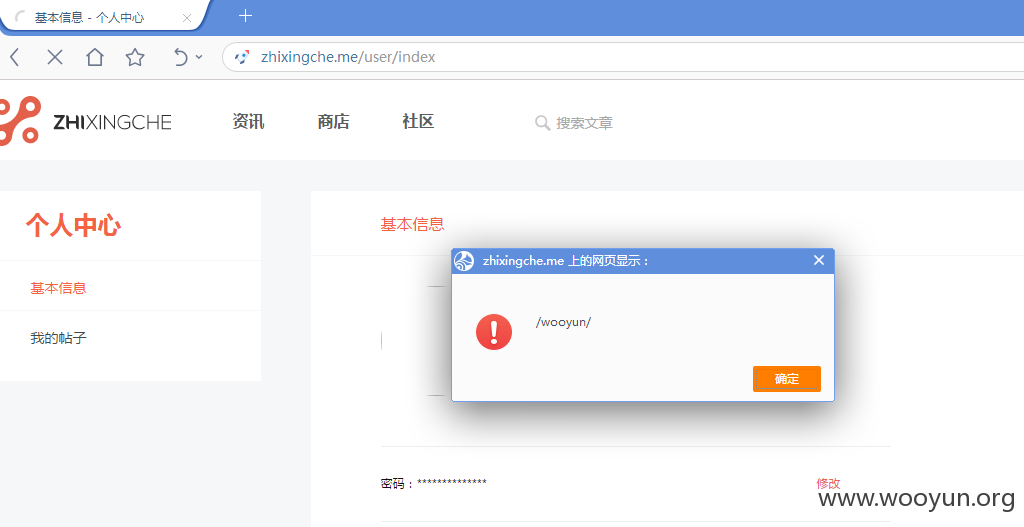 基本信息 - 个人中心
zhixingche.me/user/index
ZHIXINGCHE
资讯
商店
社区
搜索文章
个人中心
基本信息
我的帖子
基本信息
zhixingche.me 上的网页显示：
/wooyun/
确定
密码：**************
修改
www.wooyun.org